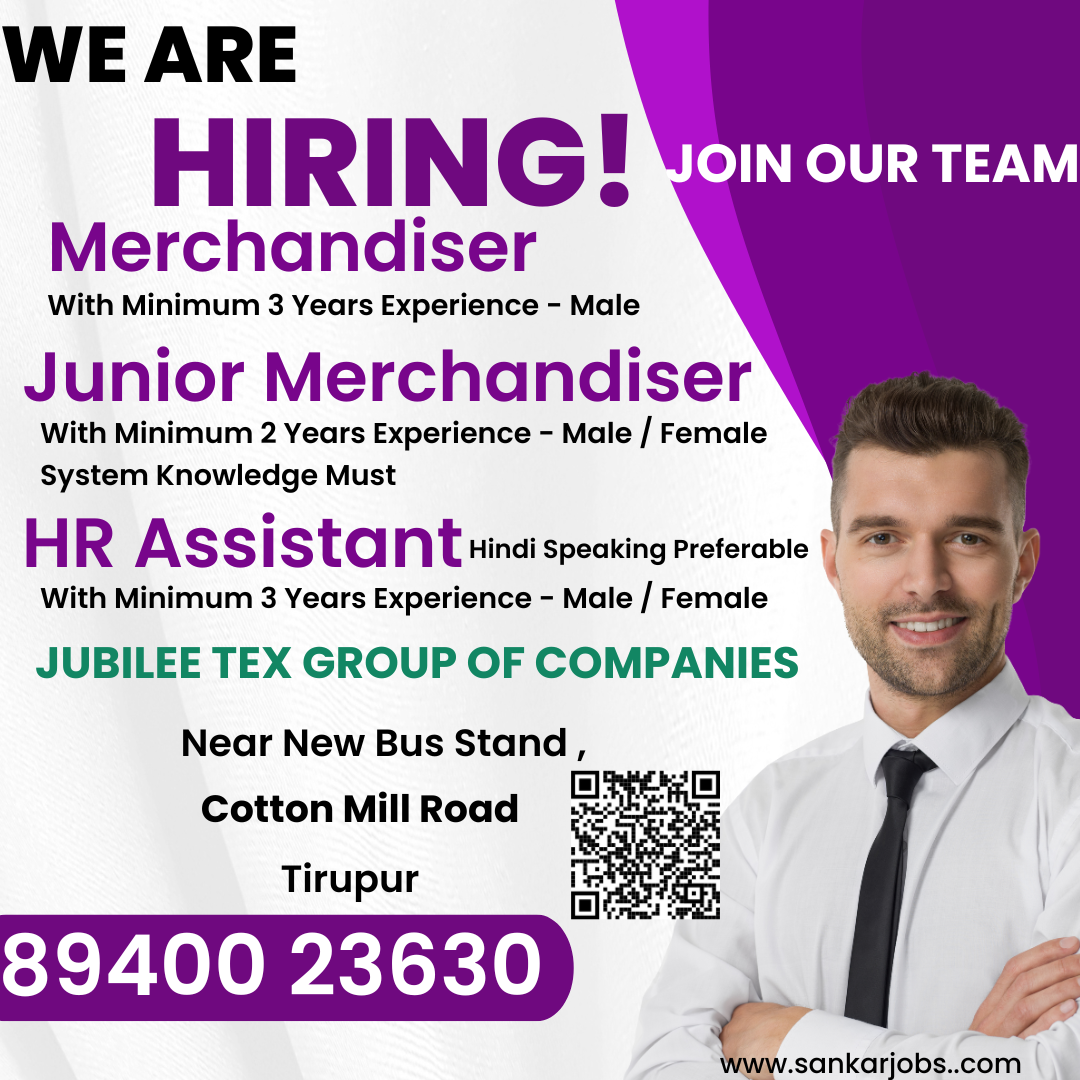 WE ARE
HIRING!
JOIN OUR TEAM
Merchandiser
With Minimum 3 Years Experience - Male
Junior Merchandiser
With Minimum 2 Years Experience - Male / Female
System Knowledge Must
HR Assistant Hindi Speaking Preferable
With Minimum 3 Years Experience - Male / Female
JUBILEE TEX GROUP OF COMPANIES
Near New Bus Stand ,
Cotton Mill Road
Tirupur
89400 23630
www.sankarjobs..com